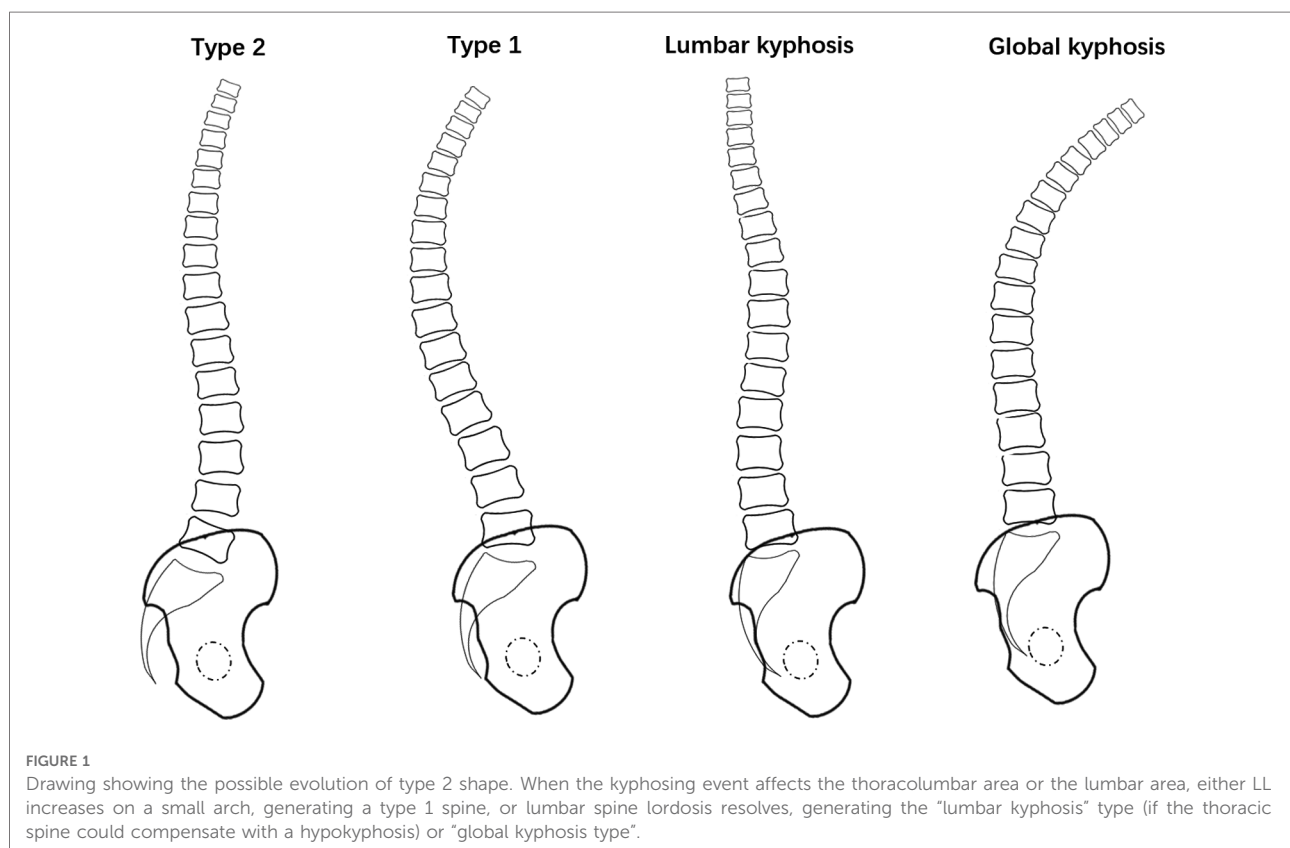 Type 2
Type 1
Lumbar kyphosis
Global kyphosis
FIGURE 1
Drawing showing the possible evolution of type 2 shape. When the kyphosing event affects the thoracolumbar area or the lumbar area, either LL
increases on a small arch, generating a type 1 spine, or lumbar spine lordosis resolves, generating the “lumbar kyphosis” type (if the thoracic
spine could compensate with a hypokyphosis) or “global kyphosis type”.